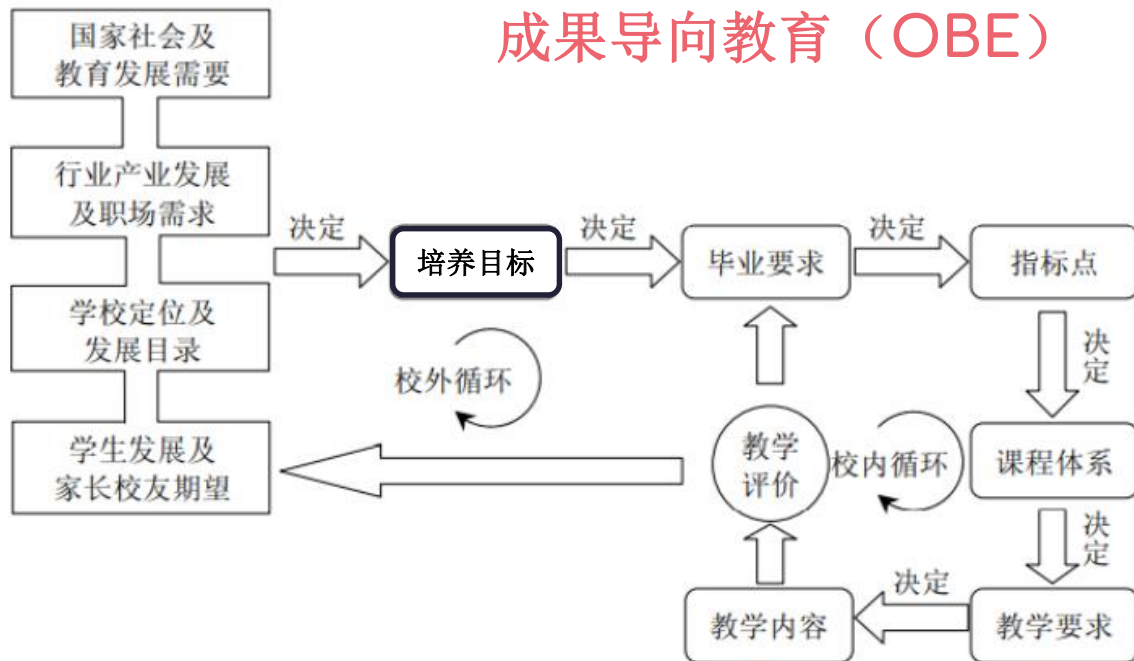 成果导向教育（OBE）
国家社会及
教育发展需要
行业产业发展
及职场需求
学校定位及
发展目录
学生发展及
家长校友期望
决定
培养目标
决定
毕业要求
决定
指标点
决定
课程体系
决定
教学要求
决定
教学内容
教学
评价
校内循环
校外循环